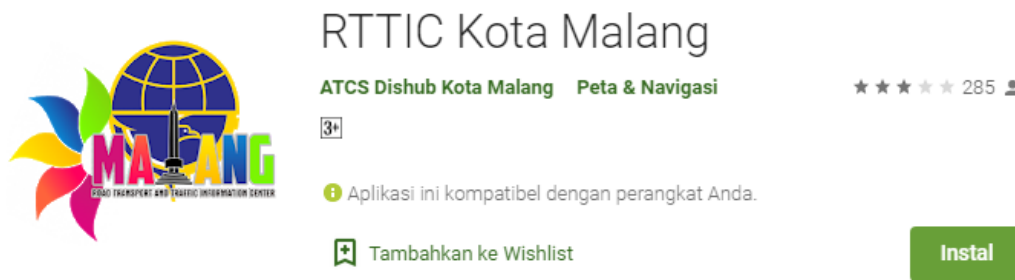 RTTIC Kota Malang
ATCS Dishub Kota Malang Peta & Navigasi
285
3+
MALANG
ROAD TRANSPORT AND TRAFFIC INFORMATION CENTER
Aplikasi ini kompatibel dengan perangkat Anda.
Tambahkan ke Wishlist
Instal